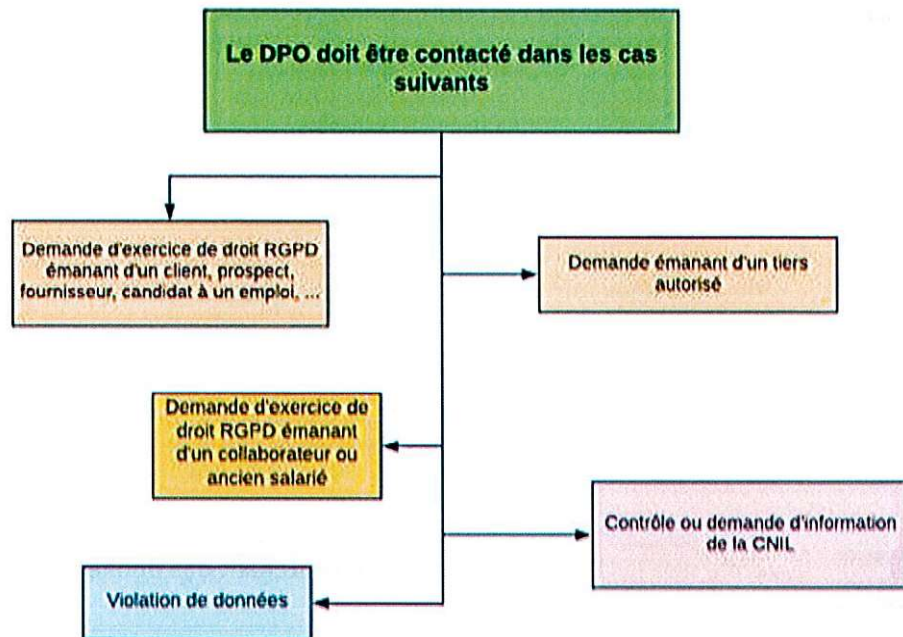 Le DPO doit être contacté dans les cas
suivants
Demande d'exercice de droit RGPD
émanant d'un client, prospect,
fournisseur, candidat à un emploi, ...
Demande émanant d'un tiers
autorisé
Demande d'exercice de
droit RGPD émanant
d'un collaborateur ou
ancien salarié
Contrôle ou demande d'information
de la CNIL
Violation de données